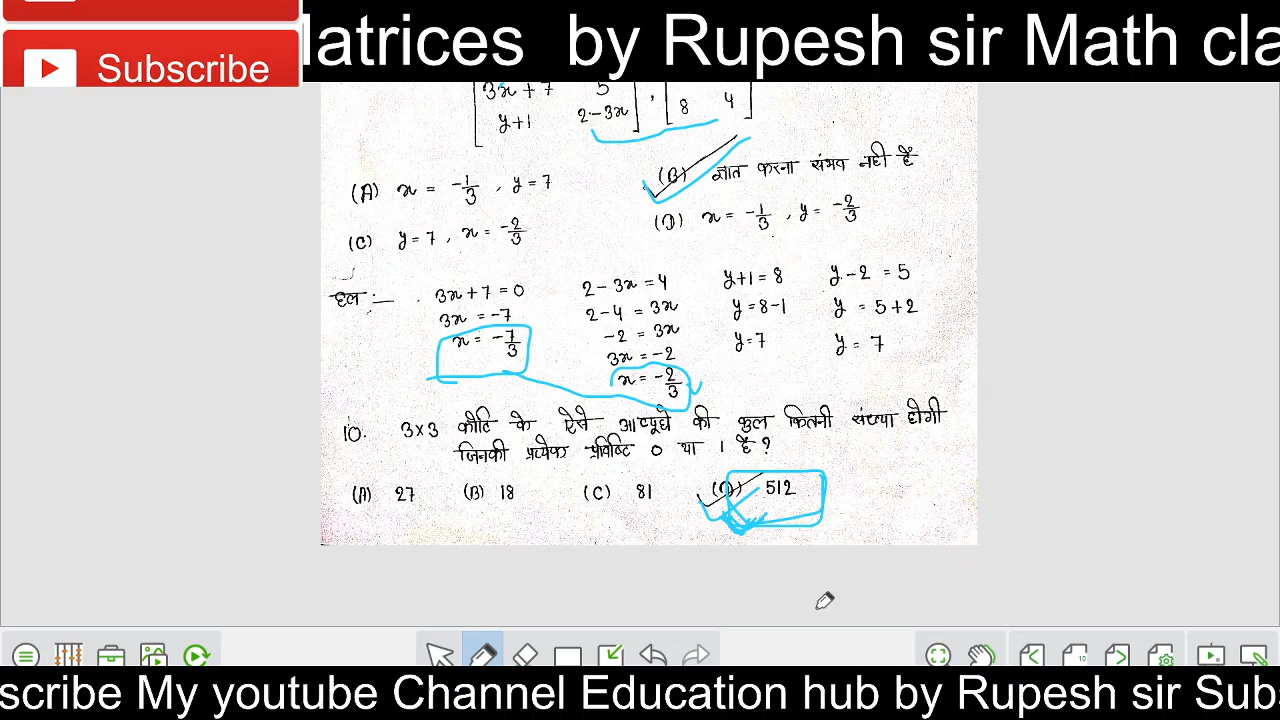 Matrices by Rupesh sir Math cla
Subscribe
3x + 7 5
y+1 2-3x , 8 4
(A) x = -1/3 , y = 7 (B) ज्ञात करना संभव नहीं है
(C) y = 7 , x = -2/3 (D) x = -1/3 , y = -2/3
हल :— 3x + 7 = 0 2 - 3x = 4 y + 1 = 8 y - 2 = 5
3x = -7 2 - 4 = 3x y = 8 - 1 y = 5 + 2
x = -7/3 -2 = 3x y = 7 y = 7
3x = -2
x = -2/3
10. 3×3 कोटि के ऐसे आव्यूहों की कुल कितनी संख्या होगी
जिनकी प्रत्येक प्रविष्टि 0 या 1 है ?
(A) 27 (B) 18 (C) 81 (D) 512
10
scribe My youtube Channel Education hub by Rupesh sir Sub